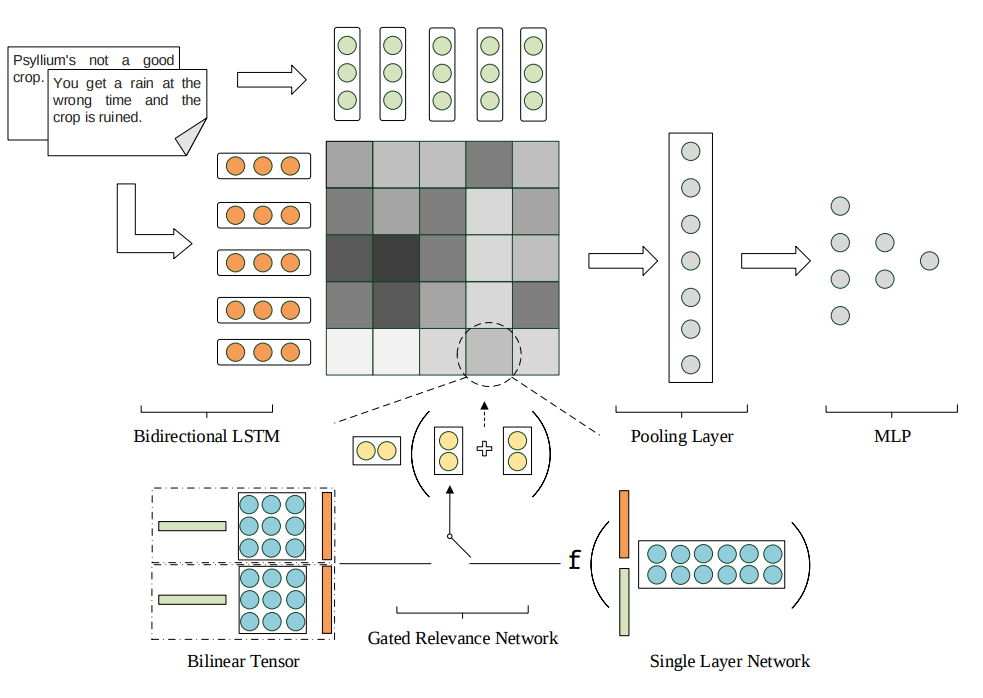 Psyllium's not a good
crop.
You get a rain at the
wrong time and the
crop is ruined.
Bidirectional LSTM
Pooling Layer
MLP
f
Gated Relevance Network
Bilinear Tensor
Single Layer Network